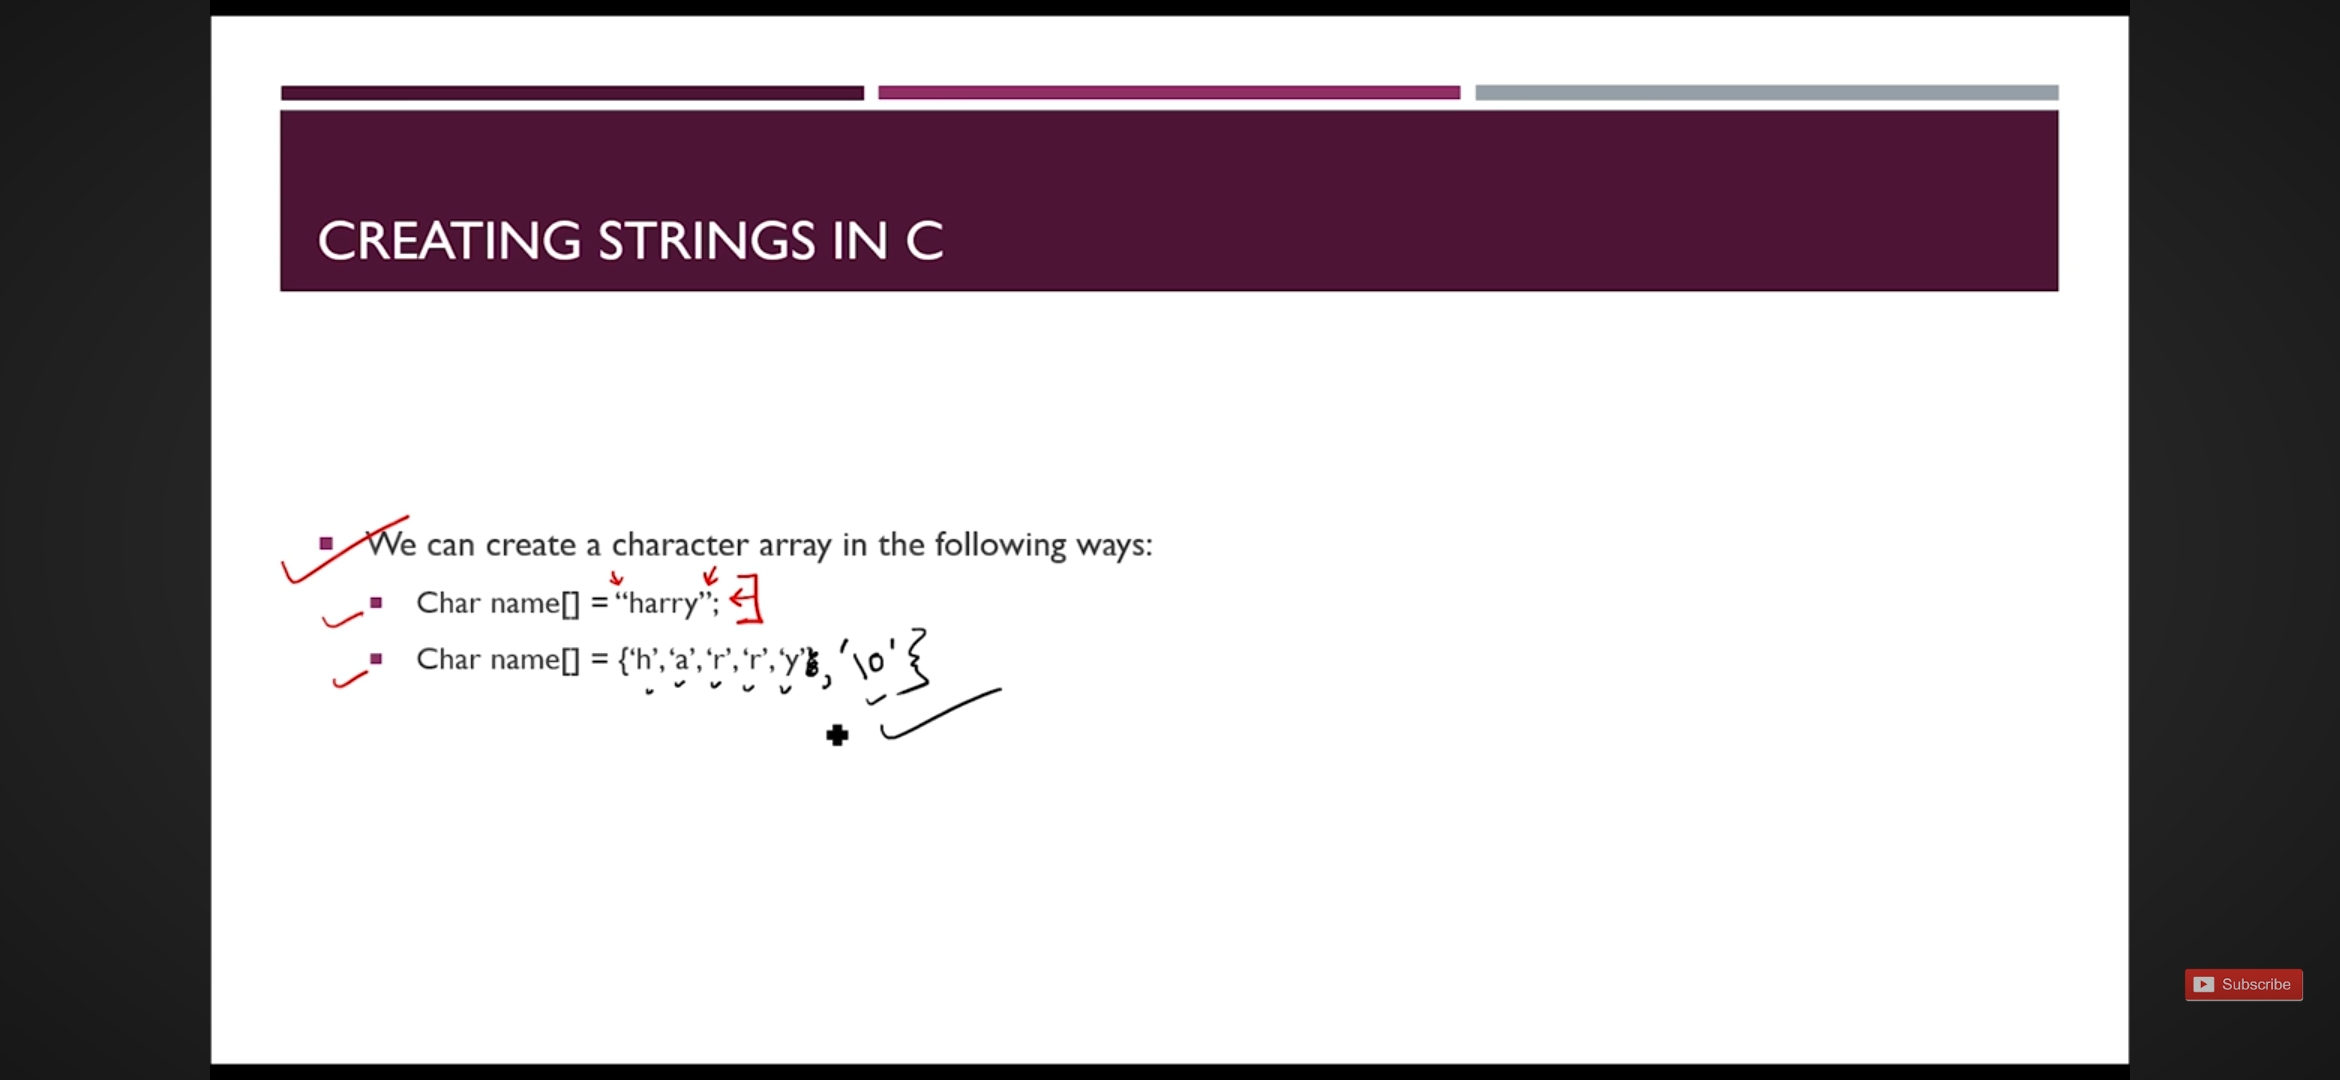 CREATING STRINGS IN C
We can create a character array in the following ways:
Char name[] = “harry”;
Char name[] = {‘h’, ‘a’, ‘r’, ‘r’, ‘y’, '\0'}
Subscribe